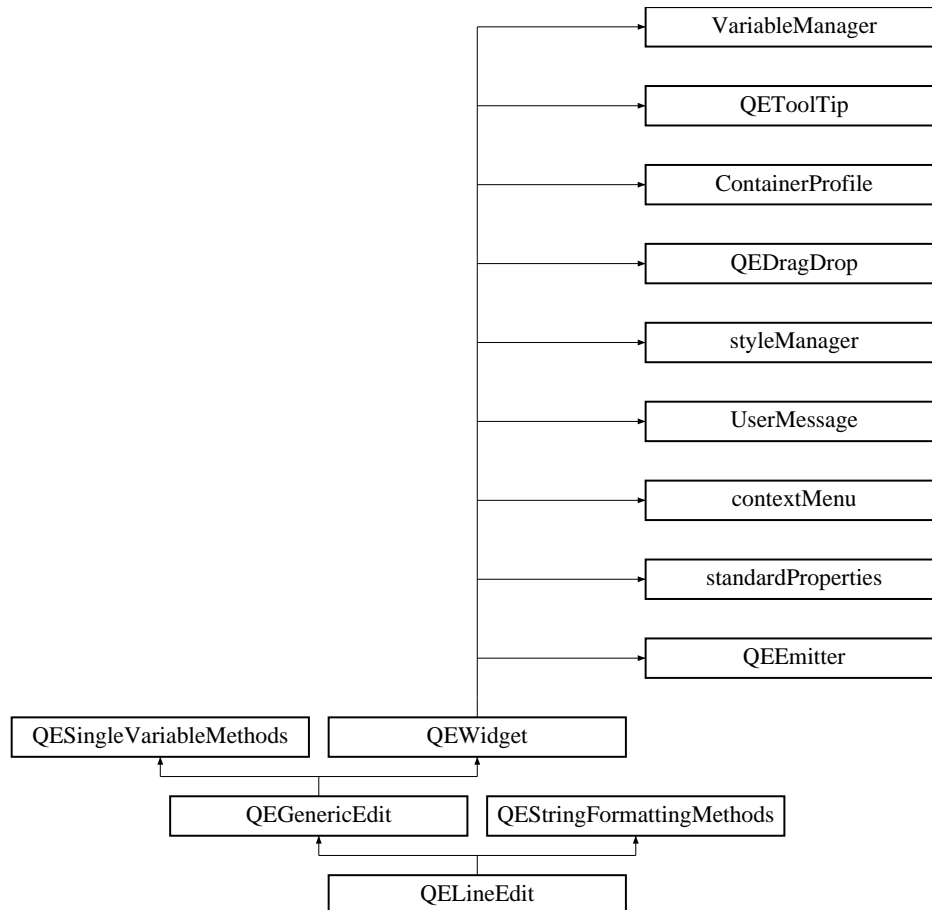 VariableManager
QEToolTip
ContainerProfile
QEDragDrop
styleManager
UserMessage
contextMenu
standardProperties
QEEmitter
QESingleVariableMethods
QEWidget
QEGenericEdit
QEStringFormattingMethods
QELineEdit